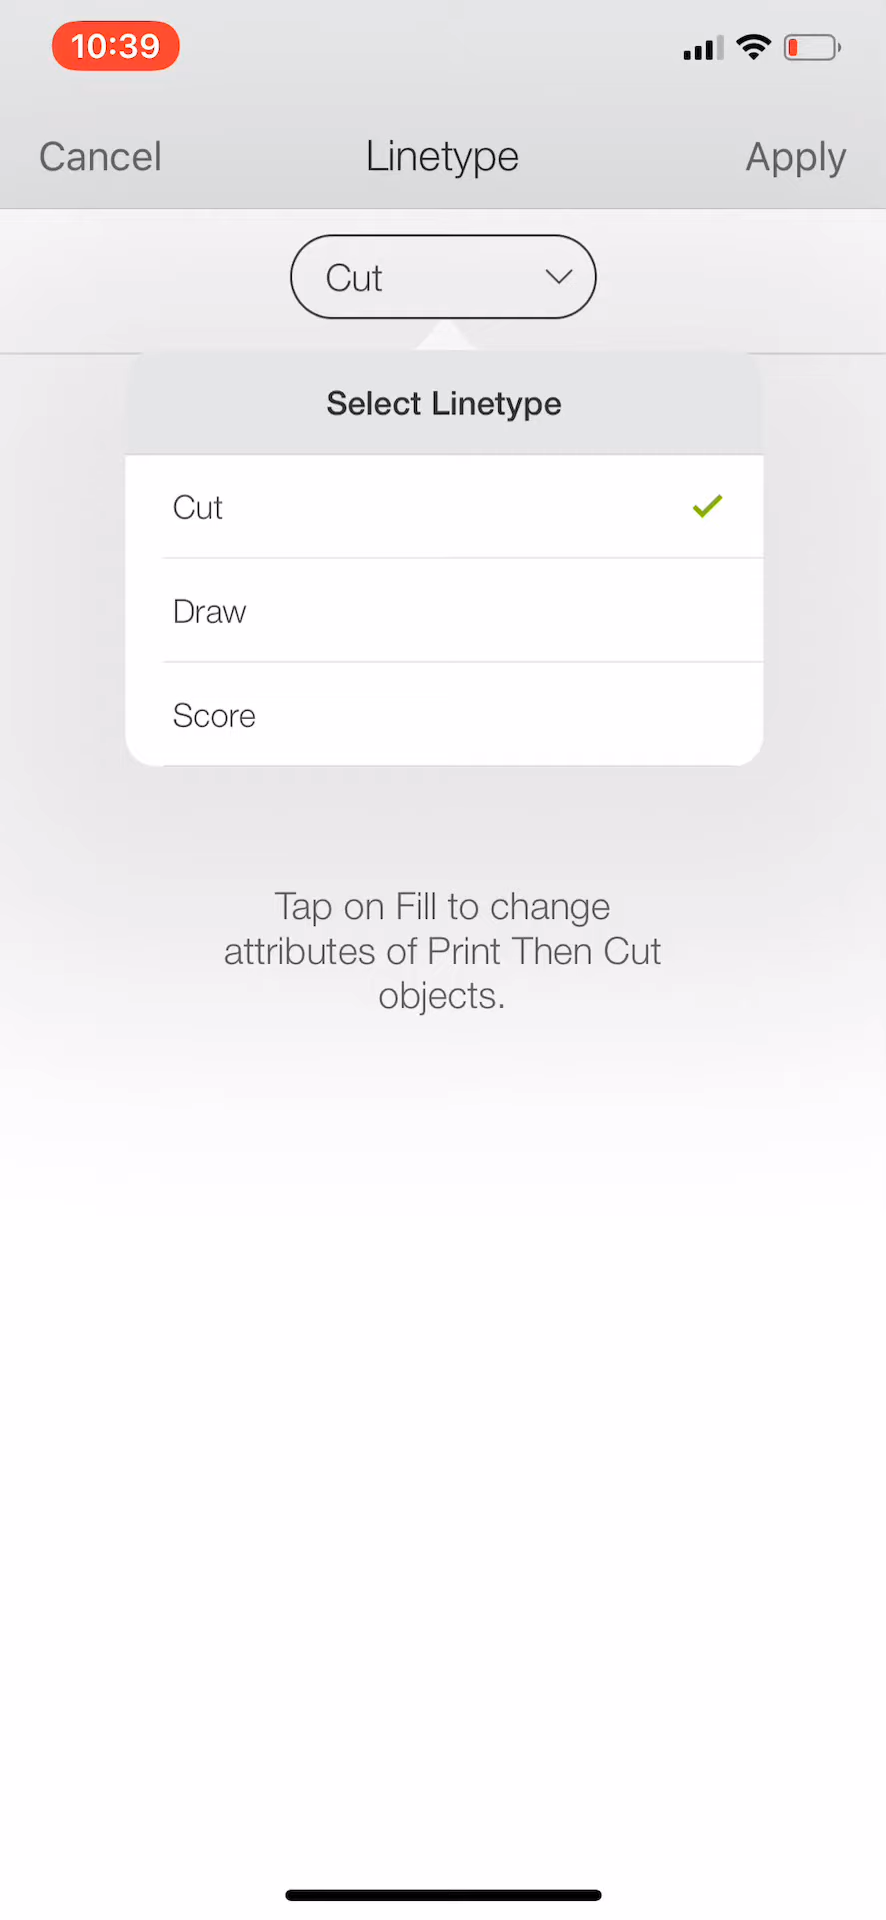 10:39
Cancel
Linetype
Apply
Cut
Select Linetype
Cut
Draw
Score
Tap on Fill to change
attributes of Print Then Cut
objects.